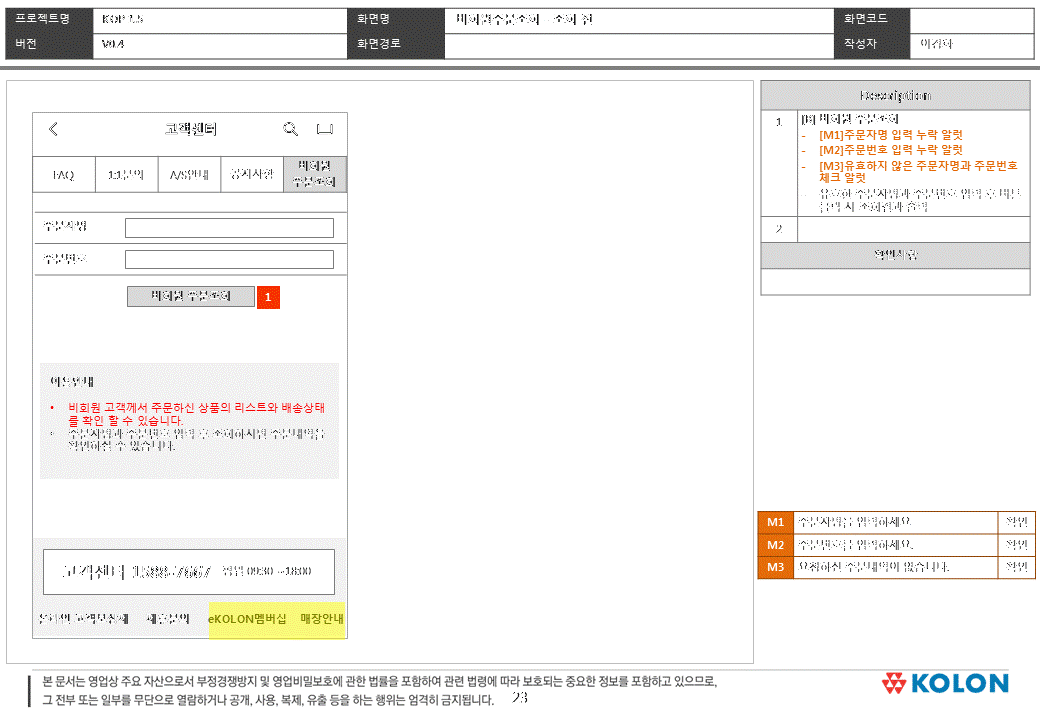 프로젝트명 KOP 2.5 화면명 비회원주문조회 – 조회 전 화면코드
버전 V0.4 화면경로 작성자
고객센터
FAQ 1:1문의 A/S안내 공지사항 비회원
주문조회
주문자명
주문번호
비회원 주문조회 1
이용안내
• 비회원 고객께서 주문하신 상품의 리스트와 배송상태
를 확인 할 수 있습니다.
• 주문자명과 주문번호 입력 후 조회하시면 주문내역을
확인하실 수 있습니다.
고객센터 1588-7667 평일 09:30 ~18:00
온라인 고객보상제 제휴문의 eKOLON멤버십 매장안내
Description
1 [B] 비회원 주문조회
- [M1]주문자명 입력 누락 알럿
- [M2]주문번호 입력 누락 알럿
- [M3]유효하지 않은 주문자명과 주문번호
체크 알럿
- 유효한 주문자명과 주문번호 입력 후 버튼
클릭 시 조회결과 출력
2
확인사항
M1 주문자명을 입력하세요. 확인
M2 주문번호를 입력하세요. 확인
M3 요청하신 주문내역이 없습니다. 확인
본 문서는 영업상 주요 자산으로서 부정경쟁방지 및 영업비밀보호에 관한 법률을 포함하여 관련 법령에 따라 보호되는 중요한 정보를 포함하고 있으므로,
그 전부 또는 일부를 무단으로 열람하거나 공개, 사용, 복제, 유출 등을 하는 행위는 엄격히 금지됩니다. 23
KOLON